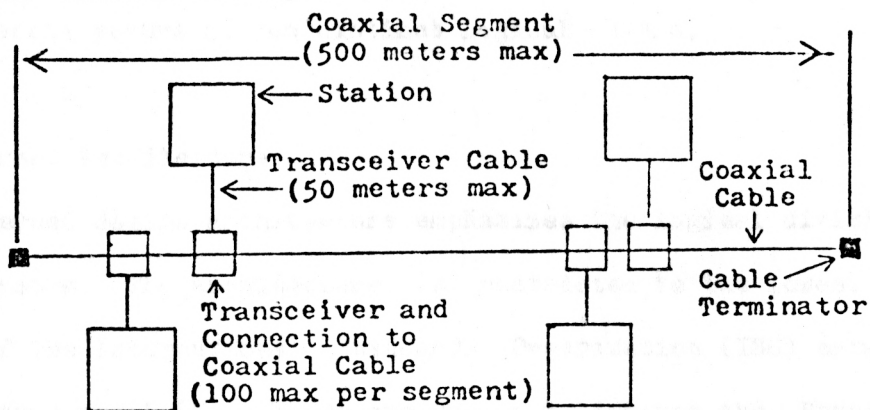 Coaxial Segment
(500 meters max)
Station
Transceiver Cable
(50 meters max)
Coaxial
Cable
Cable
Terminator
Transceiver and
Connection to
Coaxial Cable
(100 max per segment)